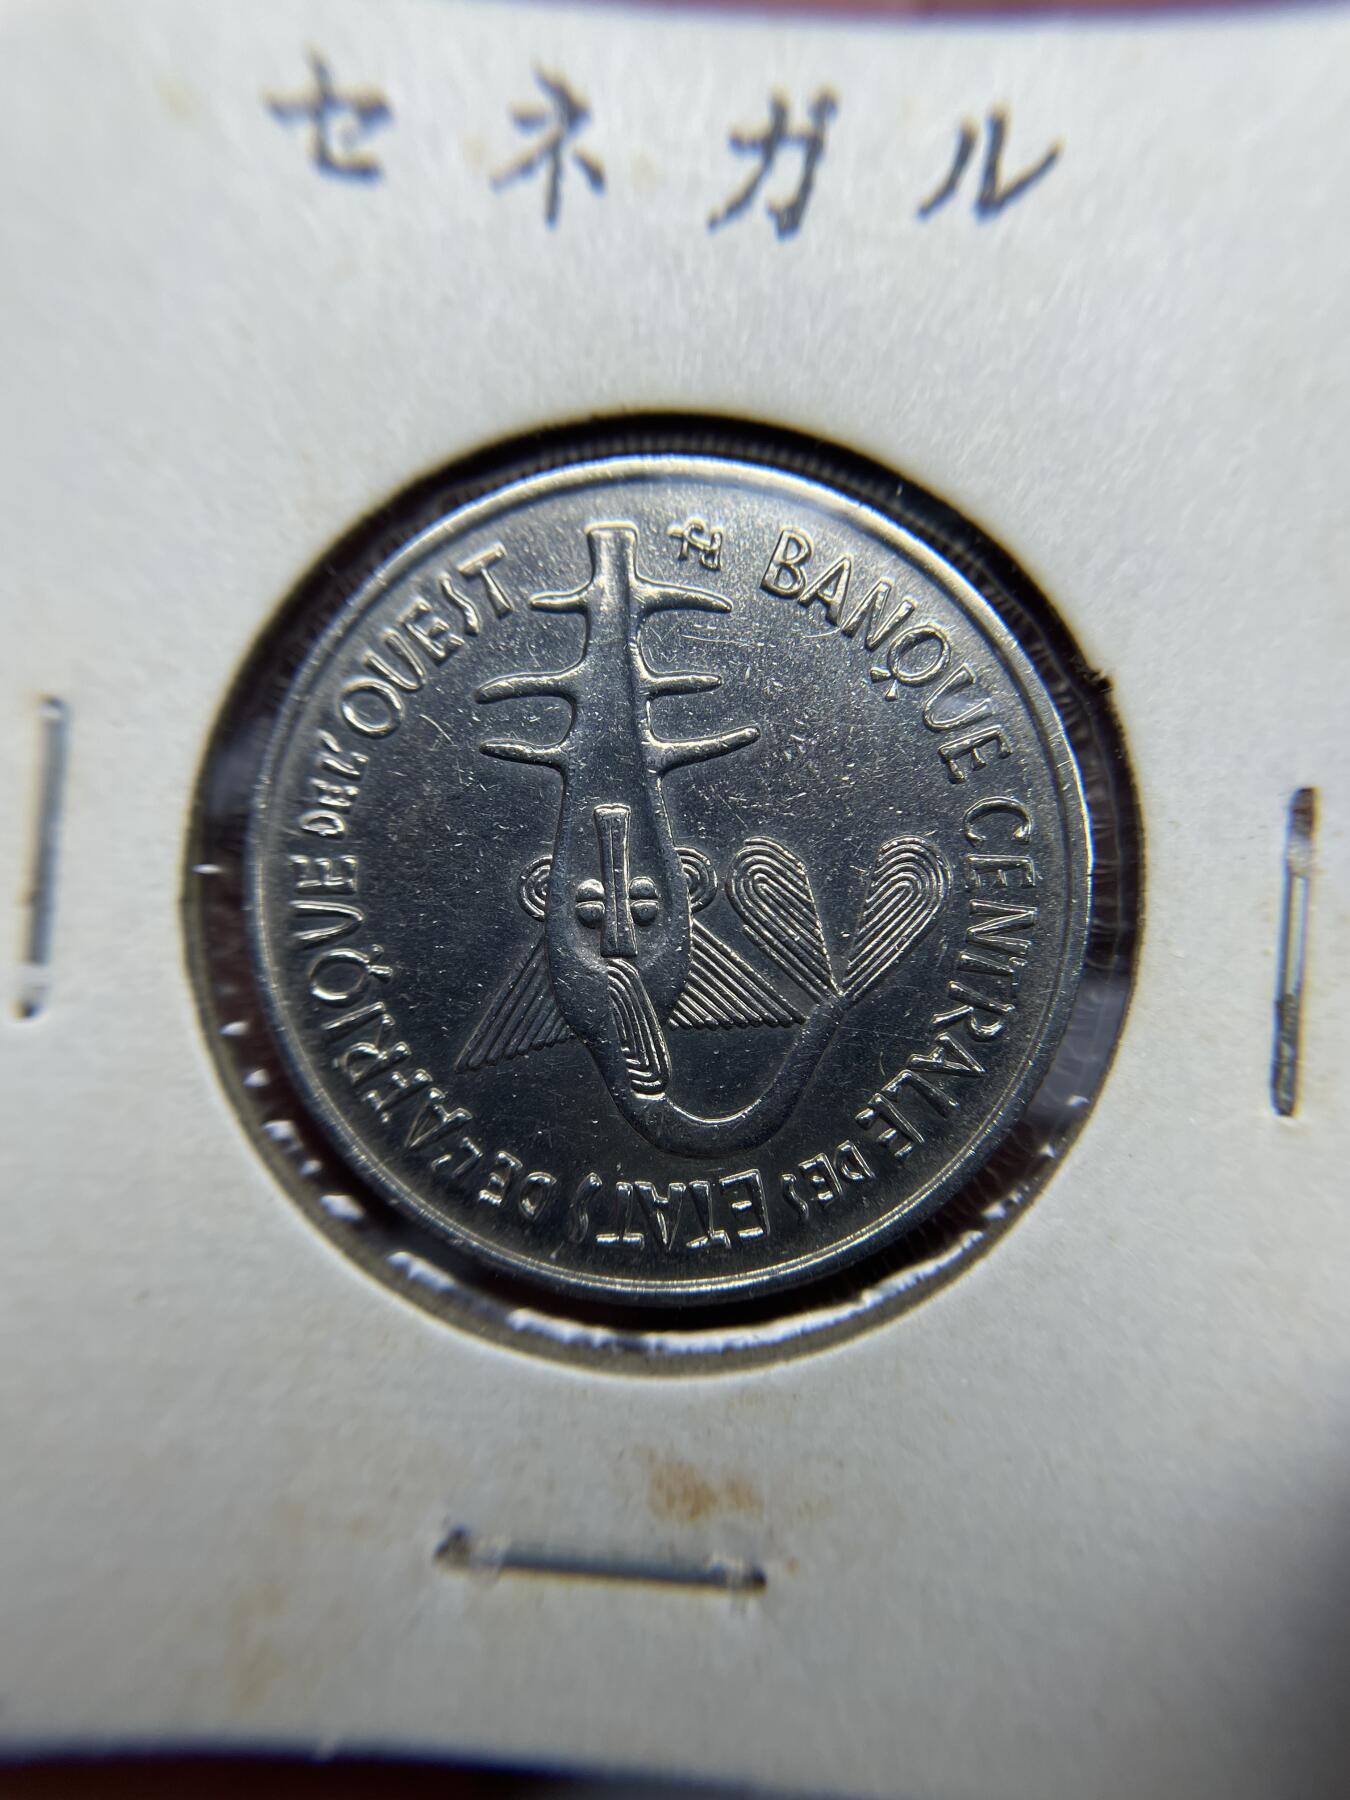 セネガル
BANQUE CENTRALE DES ETATS DE L'AFRIQUE DE L'OUEST